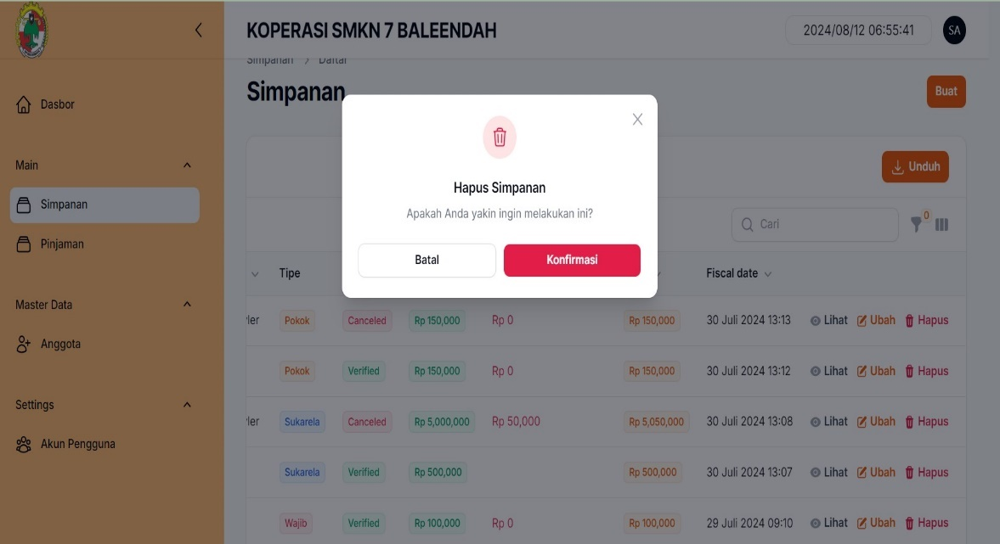 KOPERASI SMKN 7 BALEENDAH
2024/08/12 06:55:41
SA
Simpanan > Daftar
Simpanan
Buat
Dasbor
Main
Simpanan
Pinjaman
Master Data
Anggota
Settings
Akun Pengguna
Unduh
Cari
0
Hapus Simpanan
Apakah Anda yakin ingin melakukan ini?
Batal
Konfirmasi
Tipe Fiscal date
Pokok Canceled Rp 150,000 Rp 0 Rp 150,000 30 Juli 2024 13:13 Lihat Ubah Hapus
Pokok Verified Rp 150,000 Rp 0 Rp 150,000 30 Juli 2024 13:12 Lihat Ubah Hapus
Sukarela Canceled Rp 5,000,000 Rp 50,000 Rp 5,050,000 30 Juli 2024 13:08 Lihat Ubah Hapus
Sukarela Verified Rp 500,000 Rp 500,000 30 Juli 2024 13:07 Lihat Ubah Hapus
Wajib Verified Rp 100,000 Rp 0 Rp 100,000 29 Juli 2024 09:10 Lihat Ubah Hapus